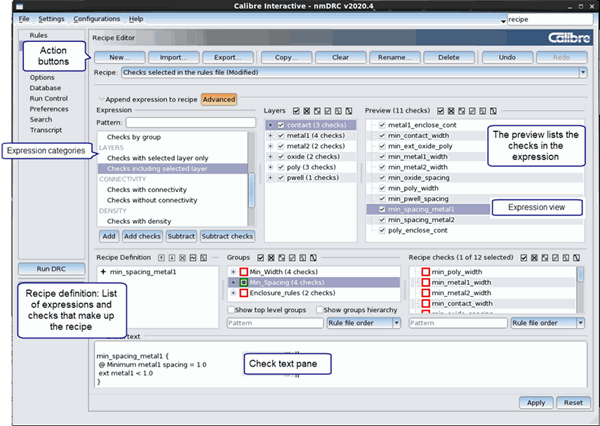 Calibre Interactive - nmDRC v2020.4
File Settings Configurations Help
recipe
Rules
Options
Database
Run Control
Preferences
Search
Transcript
Run DRC
Action
buttons
Recipe Editor
Calibre
New... Import... Export... Copy... Clear Rename... Delete Undo Redo
Recipe: Checks selected in the rules file (Modified)
Append expression to recipe Advanced
Expression
Pattern:
Checks by group
LAYERS
Checks with selected layer only
Checks including selected layer
CONNECTIVITY
Checks with connectivity
Checks without connectivity
DENSITY
Checks with density
Add Add checks Subtract Subtract checks
Expression categories
Layers
contact (3 checks)
metal1 (4 checks)
metal2 (2 checks)
oxide (2 checks)
poly (3 checks)
pwell (1 checks)
Preview (11 checks)
metal1_enclose_cont
min_contact_width
min_ext_oxide_poly
min_metal1_width
min_metal2_width
min_oxide_spacing
min_poly_width
min_pwell_spacing
min_spacing_metal1
min_spacing_metal2
poly_enclose_cont
The preview lists the
checks in the
expression
Expression view
Recipe Definition
+ min_spacing_metal1
Recipe definition: List
of expressions and
checks that make up
the recipe
Groups
Min_Width (4 checks)
Min_Spacing (4 checks)
Enclosure_rules (2 checks)
Show top level groups Show groups hierarchy
Pattern Rule file order
Recipe checks (1 of 12 selected)
min_poly_width
min_metal1_width
min_metal2_width
min_contact_width
Pattern Rule file order
text
min_spacing_metal1 {
@ Minimum metal1 spacing = 1.0
ext metal1 < 1.0
}
Check text pane
Apply Reset